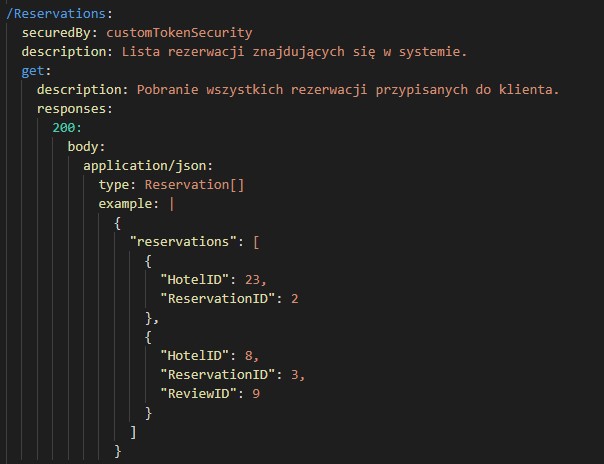 /Reservations:
securedBy: customTokenSecurity
description: Lista rezerwacji znajdujących się w systemie.
get:
description: Pobranie wszystkich rezerwacji przypisanych do klienta.
responses:
200:
body:
application/json:
type: Reservation[]
example: |
{
"reservations": [
{
"HotelID": 23,
"ReservationID": 2
},
{
"HotelID": 8,
"ReservationID": 3,
"ReviewID": 9
}
]
}